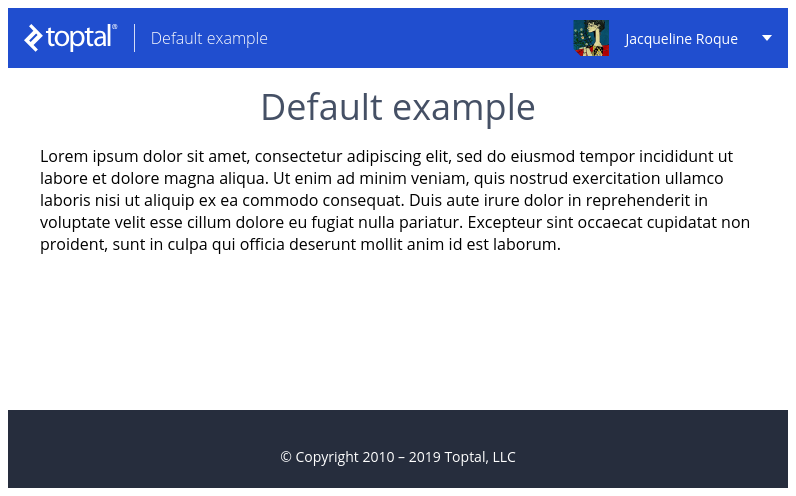 toptal® Default example Jacqueline Roque
Default example
Lorem ipsum dolor sit amet, consectetur adipiscing elit, sed do eiusmod tempor incididunt ut
labore et dolore magna aliqua. Ut enim ad minim veniam, quis nostrud exercitation ullamco
laboris nisi ut aliquip ex ea commodo consequat. Duis aute irure dolor in reprehenderit in
voluptate velit esse cillum dolore eu fugiat nulla pariatur. Excepteur sint occaecat cupidatat non
proident, sunt in culpa qui officia deserunt mollit anim id est laborum.
© Copyright 2010 – 2019 Toptal, LLC